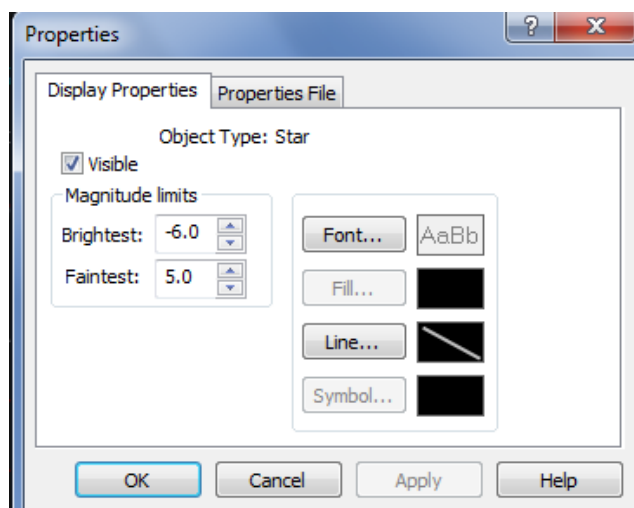 Properties
?
X
Display Properties Properties File
Object Type: Star
Visible
Magnitude limits
Brightest: -6.0
Faintest: 5.0
Font... AaBb
Fill...
Line...
Symbol...
OK Cancel Apply Help